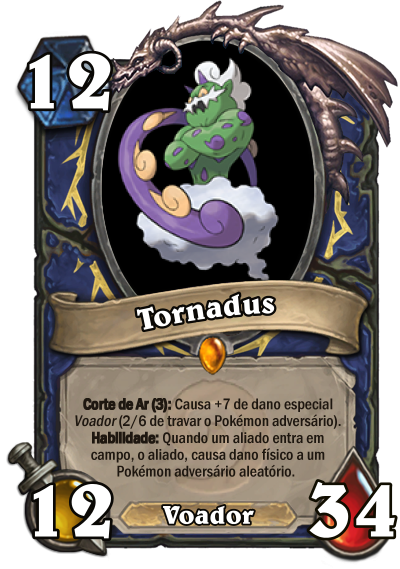 12
Tornadus
Corte de Ar (3): Causa +7 de dano especial
Voador (2/6 de travar o Pokémon adversário).
Habilidade: Quando um aliado entra em
campo, o aliado, causa dano físico a um
Pokémon adversário aleatório.
12
Voador
34